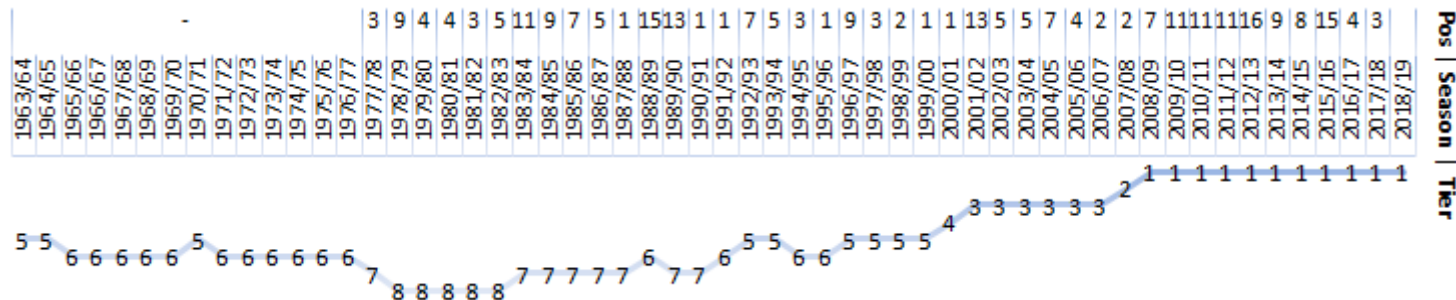 - 3 9 4 4 3 5 11 9 7 5 1 15 13 1 1 7 5 3 1 9 3 2 1 1 13 5 5 7 4 2 2 7 11 11 11 16 9 8 15 4 3
1963/64 1964/65 1965/66 1966/67 1967/68 1968/69 1969/70 1970/71 1971/72 1972/73 1973/74 1974/75 1975/76 1976/77 1977/78 1978/79 1979/80 1980/81 1981/82 1982/83 1983/84 1984/85 1985/86 1986/87 1987/88 1988/89 1989/90 1990/91 1991/92 1992/93 1993/94 1994/95 1995/96 1996/97 1997/98 1998/99 1999/00 2000/01 2001/02 2002/03 2003/04 2004/05 2005/06 2006/07 2007/08 2008/09 2009/10 2010/11 2011/12 2012/13 2013/14 2014/15 2015/16 2016/17 2017/18 2018/19
5 5 6 6 6 6 6 5 6 6 6 6 6 6 7 8 8 8 8 8 7 7 7 7 7 6 7 7 6 5 5 6 6 5 5 5 5 4 3 3 3 3 3 3 2 1 1 1 1 1 1 1 1 1 1 1
Pos | Season | Tier